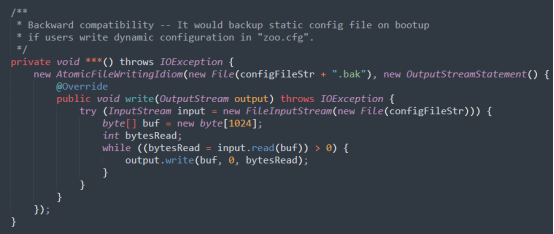 /**
 * Backward compatibility -- It would backup static config file on bootup
 * if users write dynamic configuration in "zoo.cfg".
 */
private void ***() throws IOException {
    new AtomicFileWritingIdiom(new File(configFileStr + ".bak"), new OutputStreamStatement() {
        @Override
        public void write(OutputStream output) throws IOException {
            try (InputStream input = new FileInputStream(new File(configFileStr))) {
                byte[] buf = new byte[1024];
                int bytesRead;
                while ((bytesRead = input.read(buf)) > 0) {
                    output.write(buf, 0, bytesRead);
                }
            }
        }
    });
}